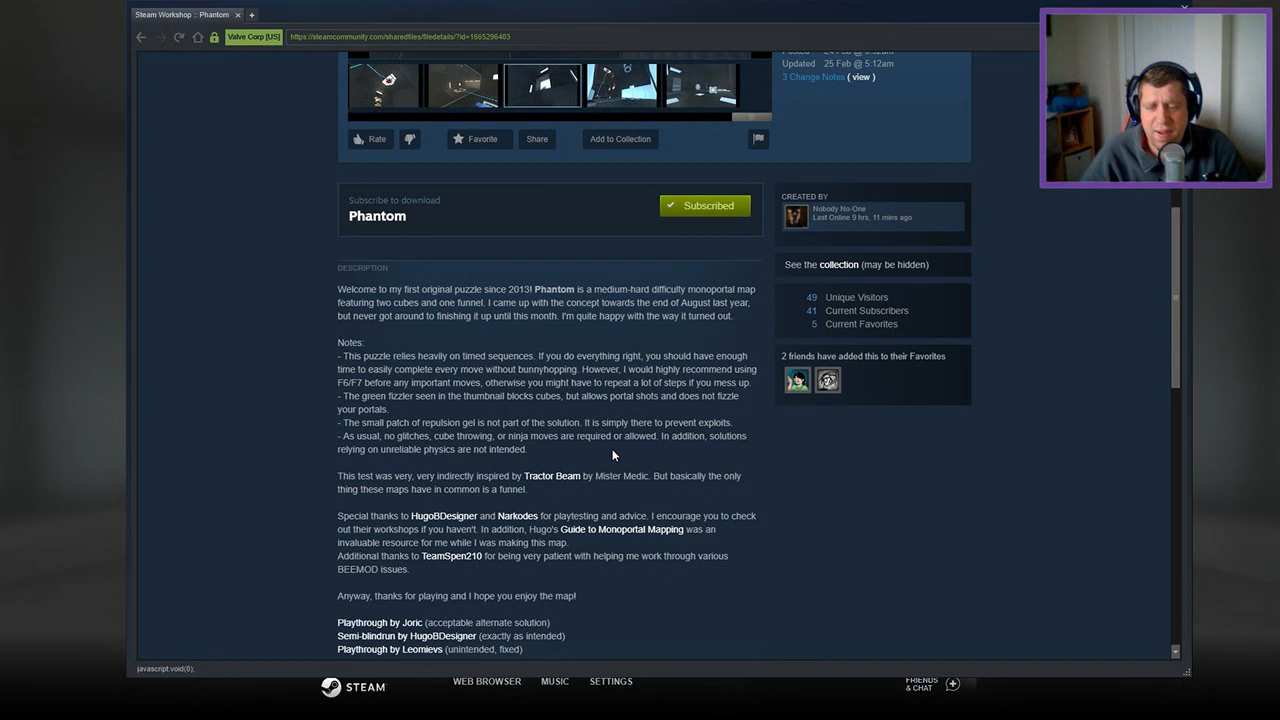 Steam Workshop :: Phantom × +
Valve Corp [US] https://steamcommunity.com/sharedfiles/filedetails/?id=1665296403
Updated 25 Feb @ 5:12am
3 Change Notes ( view )
Rate Favorite Share Add to Collection
Subscribe to download
Phantom
Subscribed
CREATED BY
Nobody No-One
Last Online 9 hrs, 11 mins ago
See the collection (may be hidden)
49 Unique Visitors
41 Current Subscribers
5 Current Favorites
2 friends have added this to their Favorites
DESCRIPTION
Welcome to my first original puzzle since 2013! Phantom is a medium-hard difficulty monoportal map
featuring two cubes and one funnel. I came up with the concept towards the end of August last year,
but never got around to finishing it up until this month. I'm quite happy with the way it turned out.
Notes:
- This puzzle relies heavily on timed sequences. If you do everything right, you should have enough
time to easily complete every move without bunnyhopping. However, I would highly recommend using
F6/F7 before any important moves, otherwise you might have to repeat a lot of steps if you mess up.
- The green fizzler seen in the thumbnail blocks cubes, but allows portal shots and does not fizzle
your portals.
- The small patch of repulsion gel is not part of the solution. It is simply there to prevent exploits.
- As usual, no glitches, cube throwing, or ninja moves are required or allowed. In addition, solutions
relying on unreliable physics are not intended.
This test was very, very indirectly inspired by Tractor Beam by Mister Medic. But basically the only
thing these maps have in common is a funnel.
Special thanks to HugoBDesigner and Narkodes for playtesting and advice. I encourage you to check
out their workshops if you haven't. In addition, Hugo's Guide to Monoportal Mapping was an
invaluable resource for me while I was making this map.
Additional thanks to TeamSpen210 for being very patient with helping me work through various
BEEMOD issues.
Anyway, thanks for playing and I hope you enjoy the map!
Playthrough by Joric (acceptable alternate solution)
Semi-blindrun by HugoBDesigner (exactly as intended)
Playthrough by Leomievs (unintended, fixed)
javascript:void(0);
STEAM WEB BROWSER MUSIC SETTINGS
FRIENDS
& CHAT